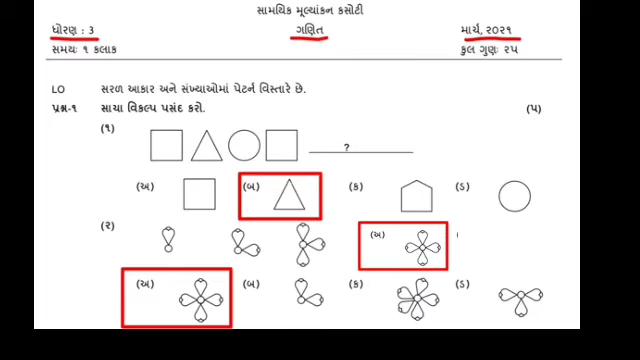 સામયિક મૂલ્યાંકન કસોટી
ધોરણ : 3 ગણિત માર્ચ, ૨૦૨૧
સમયઃ ૧ કલાક કુલ ગુણઃ ૨૫
LO સરળ આકાર અને સંખ્યાઓમાં પેટર્ન વિસ્તારે છે.
પ્રશ્ન-૧ સાચા વિકલ્પ પસંદ કરો. (૫)
(૧) ?
(અ) (બ) (ક) (ડ)
(૨) (અ)
(અ) (બ) (ક) (ડ)